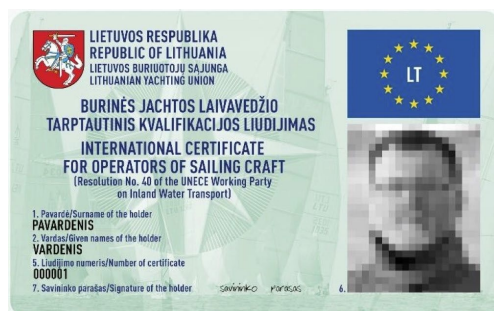 LIETUVOS RESPUBLIKA
REPUBLIC OF LITHUANIA
LIETUVOS BURIUOTOJŲ SĄJUNGA
LITHUANIAN YACHTING UNION
LT
BURINĖS JACHTOS LAIVAVEDŽIO
TARPTAUTINIS KVALIFIKACIJOS LIUDIJIMAS
INTERNATIONAL CERTIFICATE
FOR OPERATORS OF SAILING CRAFT
(Resolution No. 40 of the UNECE Working Party
on Inland Water Transport)
1. Pavardė/Surname of the holder
PAVARDENIS
2. Vardas/Given names of the holder
VARDENIS
5. Liudijimo numeris/Number of certificate
000001
7. Savininko parašas/Signature of the holder savininko parašas 6.